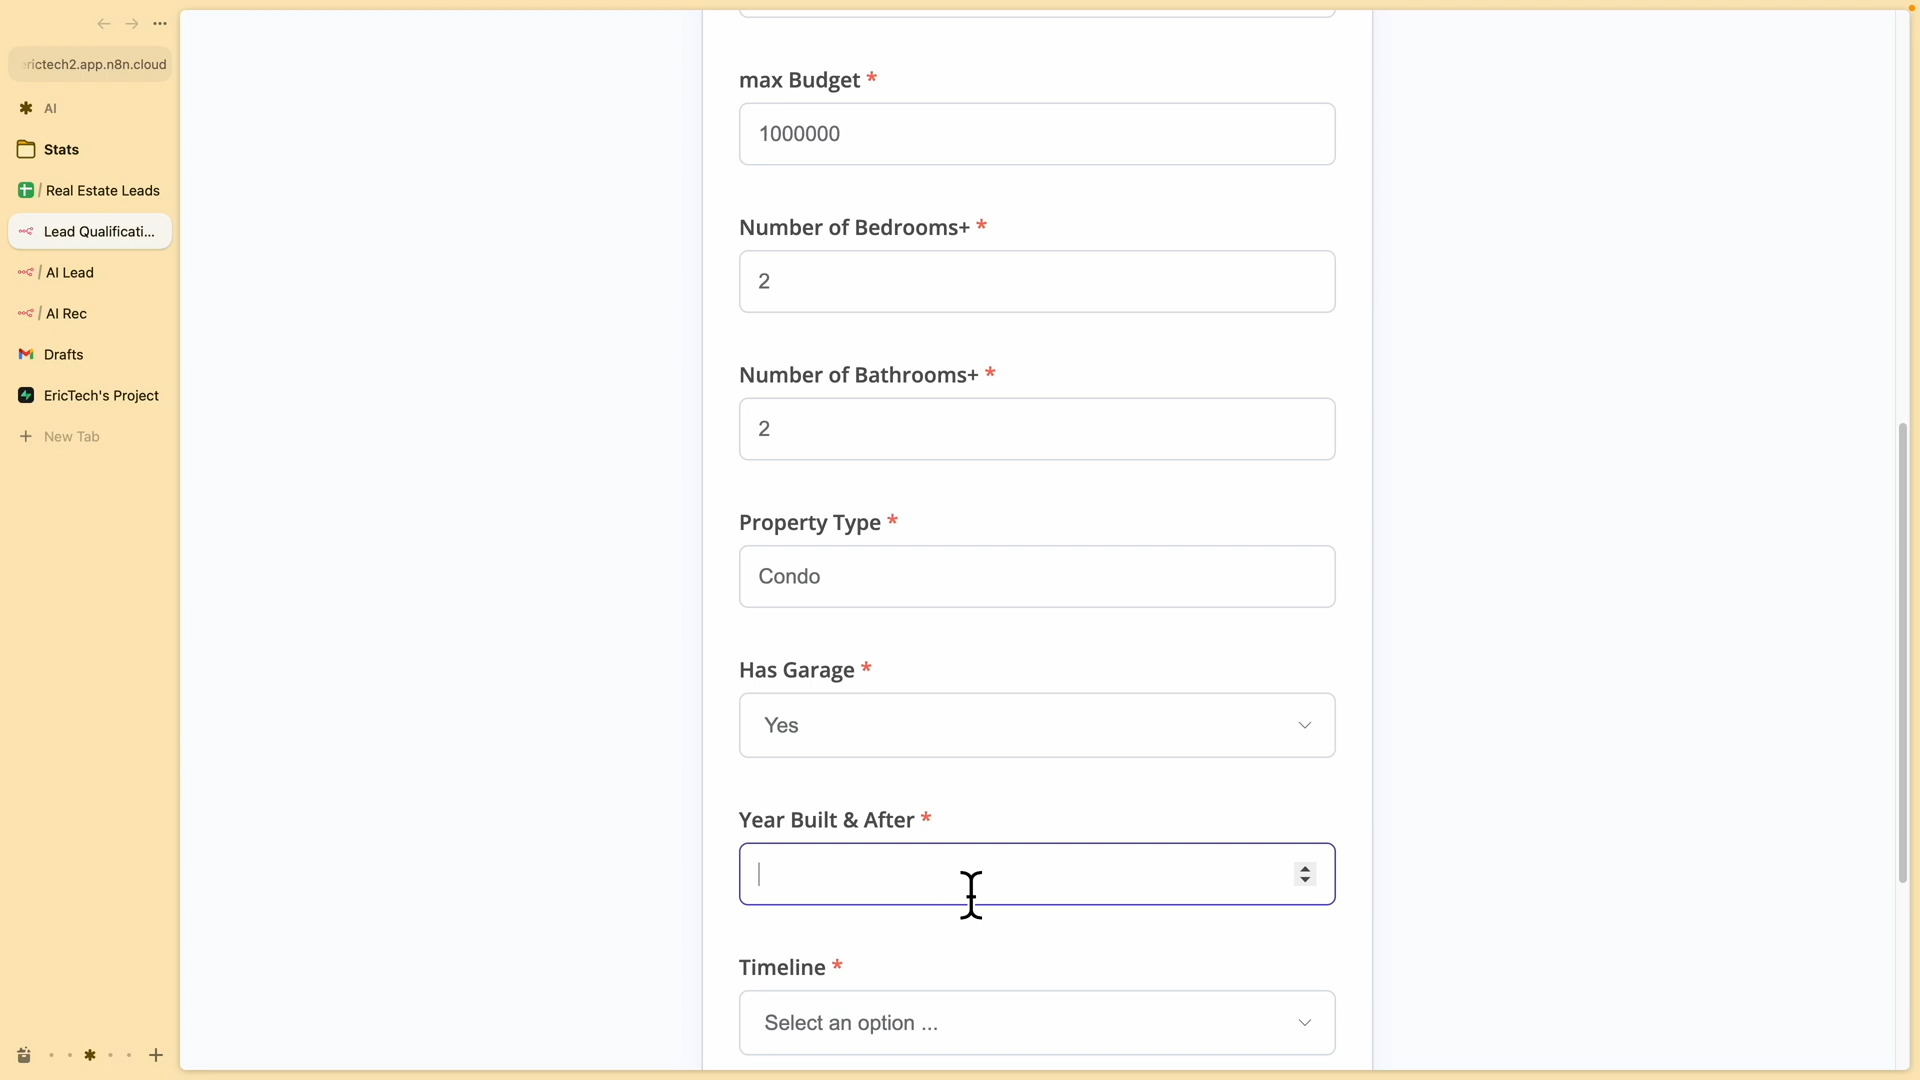 rictech2.app.n8n.cloud
AI
Stats
/ Real Estate Leads
Lead Qualificati...
/ AI Lead
/ AI Rec
Drafts
EricTech's Project
+ New Tab
max Budget *
1000000
Number of Bedrooms+ *
2
Number of Bathrooms+ *
2
Property Type *
Condo
Has Garage *
Yes
Year Built & After *
Timeline *
Select an option ...